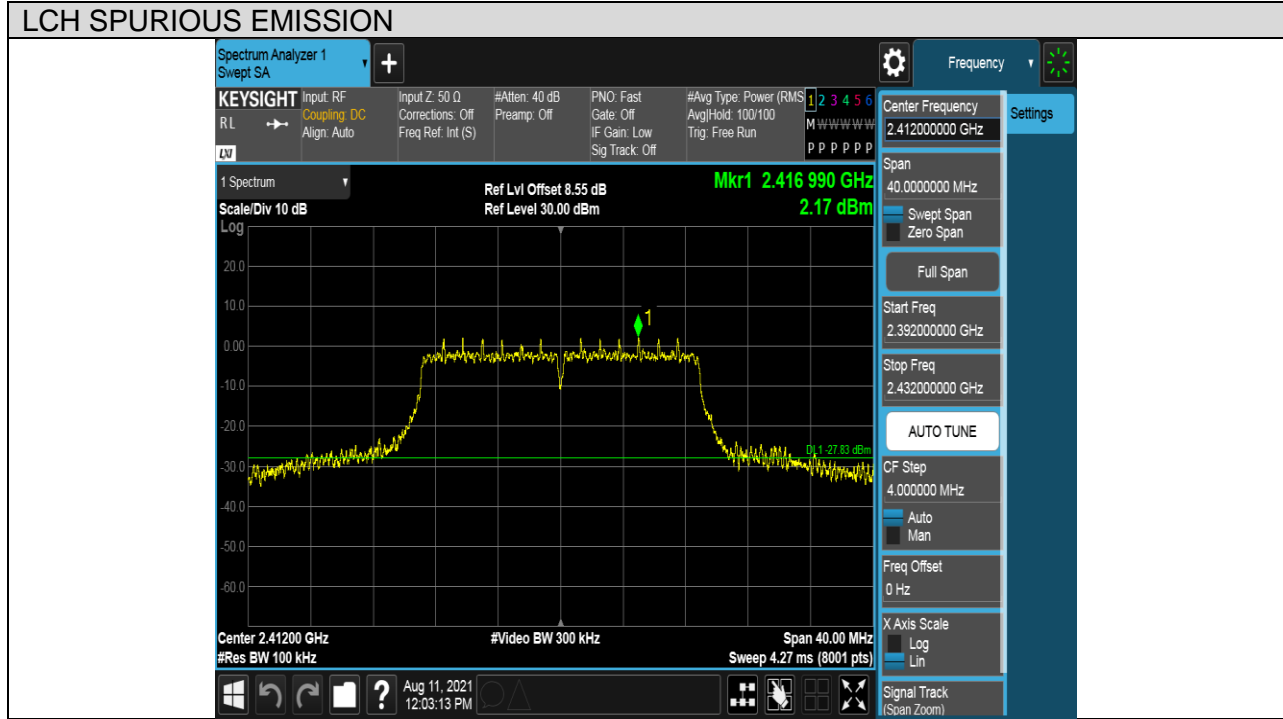 LCH SPURIOUS EMISSION
Spectrum Analyzer 1
Swept SA
+
Frequency
KEYSIGHT
RL
LXI
Input: RF
Coupling: DC
Align: Auto
Input Z: 50 Ω
Corrections: Off
Freq Ref: Int (S)
#Atten: 40 dB
Preamp: Off
PNO: Fast
Gate: Off
IF Gain: Low
Sig Track: Off
#Avg Type: Power (RMS
Avg|Hold: 100/100
Trig: Free Run
1 2 3 4 5 6
M W W W W W
P P P P P P
Center Frequency
2.412000000 GHz
Settings
1 Spectrum
Scale/Div 10 dB
Ref Lvl Offset 8.55 dB
Ref Level 30.00 dBm
Mkr1 2.416 990 GHz
2.17 dBm
Log
20.0
10.0
0.00
-10.0
-20.0
-30.0
-40.0
-50.0
-60.0
1
DL1 -27.83 dBm
Center 2.41200 GHz
#Res BW 100 kHz
#Video BW 300 kHz
Span 40.00 MHz
Sweep 4.27 ms (8001 pts)
Span
40.0000000 MHz
Swept Span
Zero Span
Full Span
Start Freq
2.392000000 GHz
Stop Freq
2.432000000 GHz
AUTO TUNE
CF Step
4.000000 MHz
Auto
Man
Freq Offset
0 Hz
X Axis Scale
Log
Lin
Signal Track
(Span Zoom)
?
Aug 11, 2021
12:03:13 PM